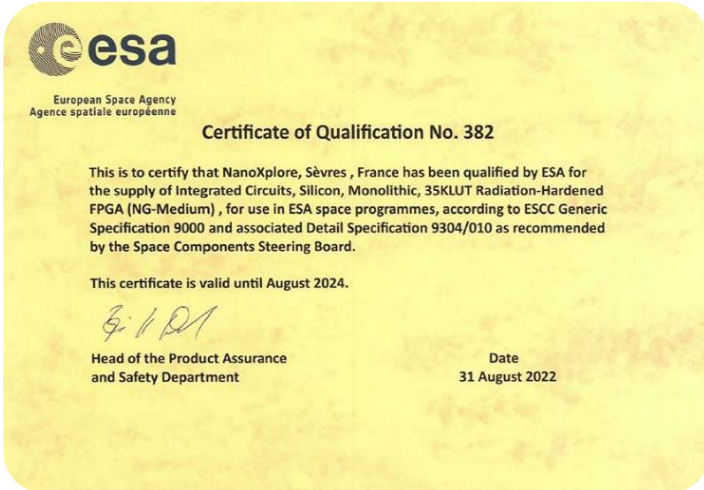 esa
European Space Agency
Agence spatiale européenne
Certificate of Qualification No. 382
This is to certify that NanoXplore, Sèvres , France has been qualified by ESA for
the supply of Integrated Circuits, Silicon, Monolithic, 35KLUT Radiation-Hardened
FPGA (NG-Medium) , for use in ESA space programmes, according to ESCC Generic
Specification 9000 and associated Detail Specification 9304/010 as recommended
by the Space Components Steering Board.
This certificate is valid until August 2024.
Head of the Product Assurance
and Safety Department
Date
31 August 2022